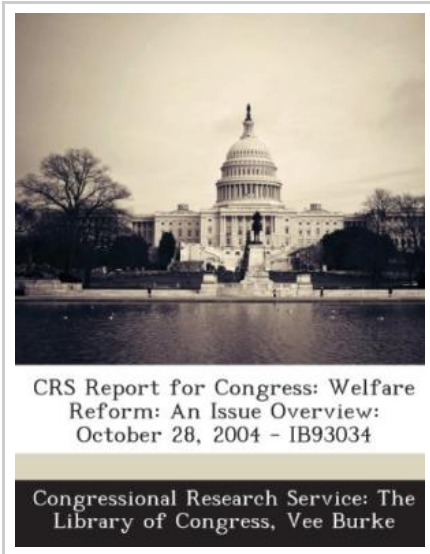 CRS Report for Congress: Welfare
Reform: An Issue Overview:
October 28, 2004 - IB93034
Congressional Research Service: The
Library of Congress, Vee Burke